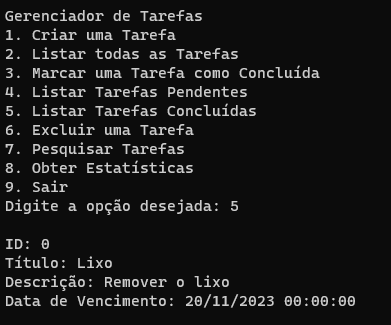 Gerenciador de Tarefas
1. Criar uma Tarefa
2. Listar todas as Tarefas
3. Marcar uma Tarefa como Concluída
4. Listar Tarefas Pendentes
5. Listar Tarefas Concluídas
6. Excluir uma Tarefa
7. Pesquisar Tarefas
8. Obter Estatísticas
9. Sair
Digite a opção desejada: 5
ID: 0
Título: Lixo
Descrição: Remover o lixo
Data de Vencimento: 20/11/2023 00:00:00